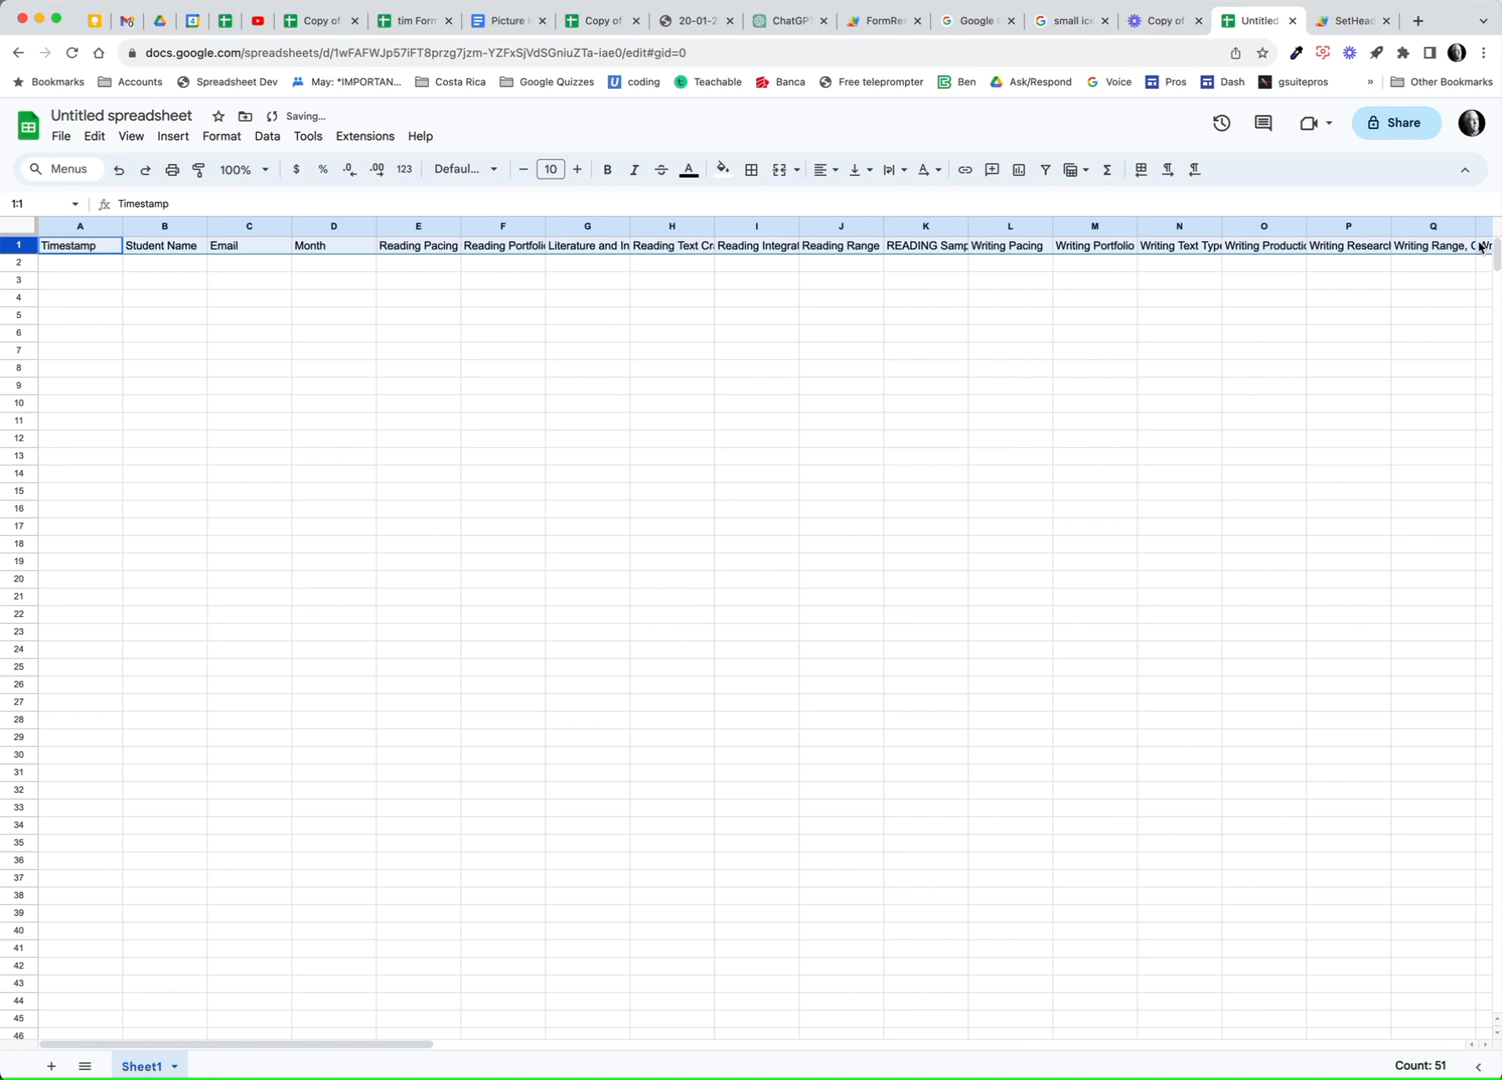 Copy of
tim Form
Picture
Copy of
20-01-2
ChatGP
FormRes
Google
small ice
Copy of
Untitled
SetHead
docs.google.com/spreadsheets/d/1wFAFWJp57iFT8przg7jzm-YZFxSjVdSGniuZTa-iae0/edit#gid=0
Bookmarks Accounts Spreadsheet Dev May: *IMPORTAN... Costa Rica Google Quizzes coding Teachable Banca Free teleprompter Ben Ask/Respond Voice Pros Dash gsuitepros » Other Bookmarks
Untitled spreadsheet Saving...
File Edit View Insert Format Data Tools Extensions Help
Share
Menus 100% $ % .0 .00 123 Defaul... − 10 + B I S A Σ
1:1 fx Timestamp
A B C D E F G H I J K L M N O P Q
1 Timestamp Student Name Email Month Reading Pacing Reading Portfolio Literature and In Reading Text Cr Reading Integrat Reading Range READING Samp Writing Pacing Writing Portfolio Writing Text Type Writing Productio Writing Research Writing Range,
2
3
4
5
6
7
8
9
10
11
12
13
14
15
16
17
18
19
20
21
22
23
24
25
26
27
28
29
30
31
32
33
34
35
36
37
38
39
40
41
42
43
44
45
46
Sheet1 Count: 51